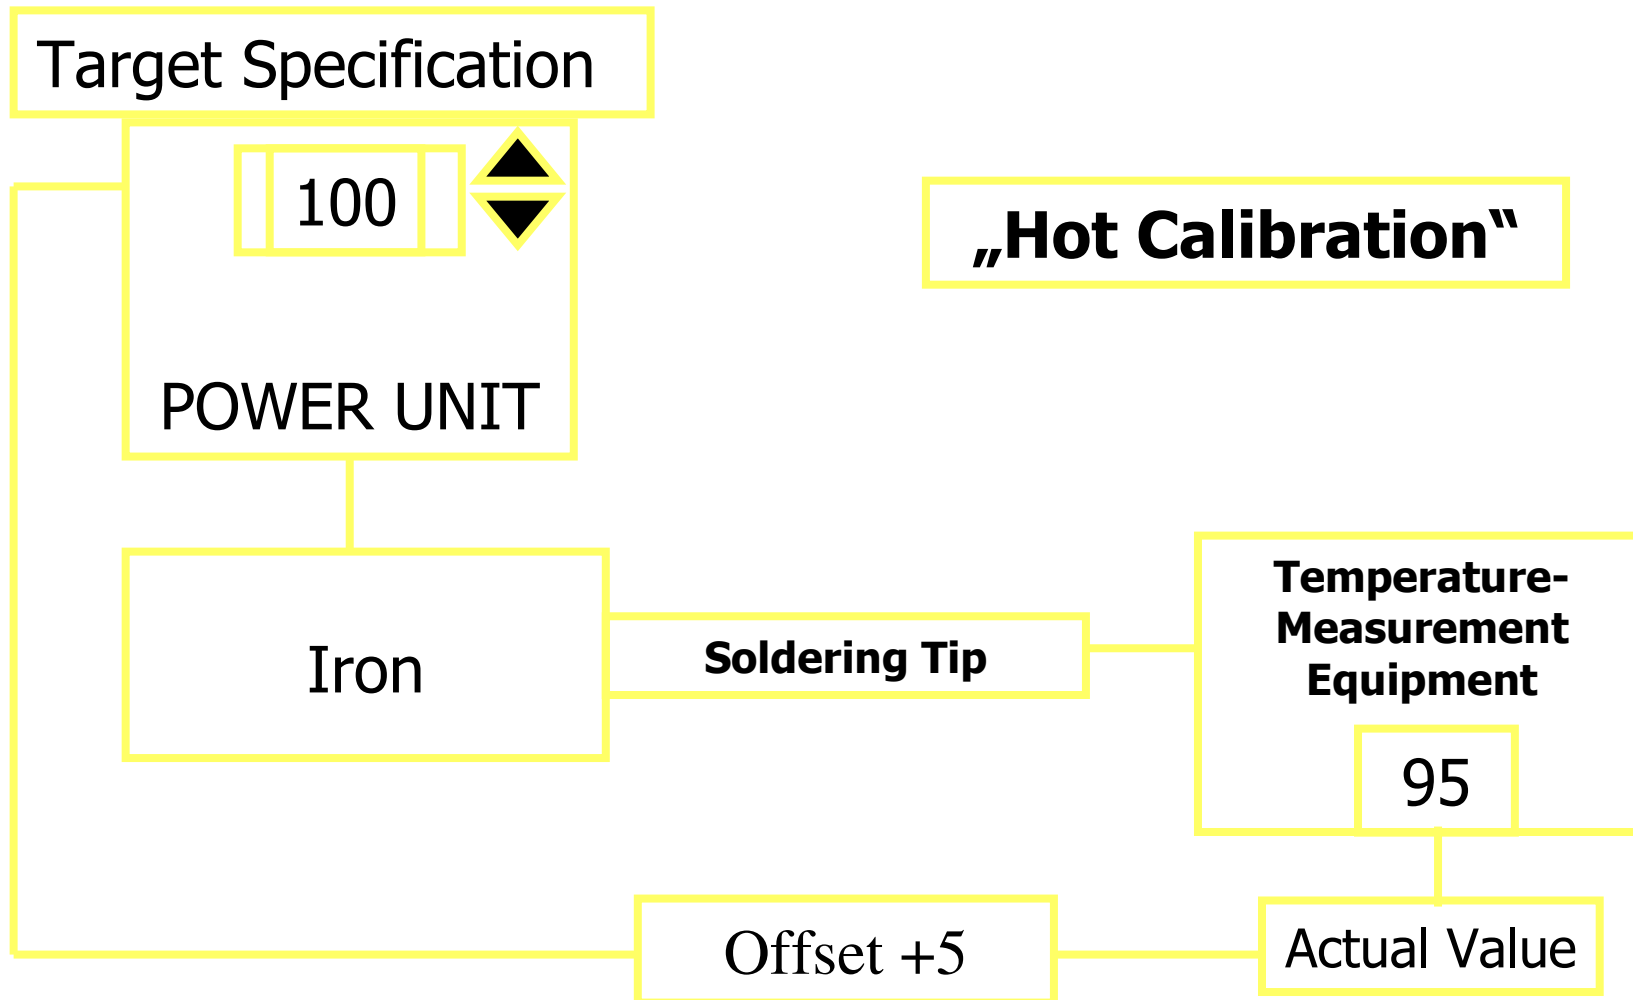 Target Specification
100
„Hot Calibration“
POWER UNIT
Temperature-
Measurement
Equipment
Iron
Soldering Tip
95
Offset +5
Actual Value